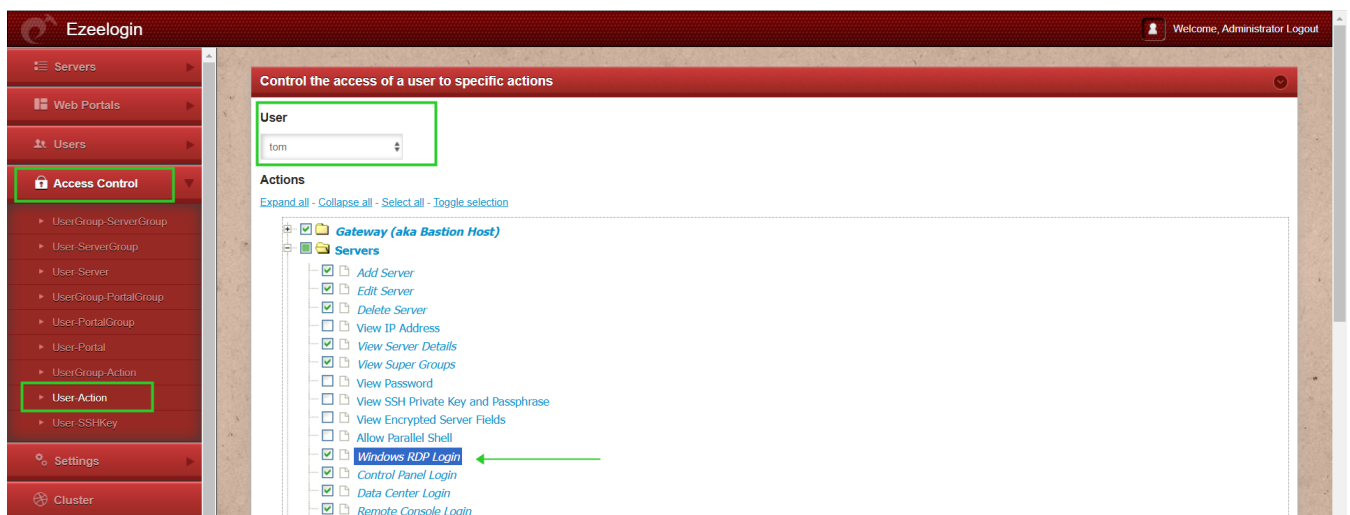 Ezeelogin
Welcome, Administrator Logout
Servers
Web Portals
Users
Access Control
UserGroup-ServerGroup
User-ServerGroup
User-Server
UserGroup-PortalGroup
User-PortalGroup
User-Portal
UserGroup-Action
User-Action
User-SSHKey
Settings
Cluster
Control the access of a user to specific actions
User
tom
Actions
Expand all - Collapse all - Select all - Toggle selection
Gateway (aka Bastion Host)
Servers
Add Server
Edit Server
Delete Server
View IP Address
View Server Details
View Super Groups
View Password
View SSH Private Key and Passphrase
View Encrypted Server Fields
Allow Parallel Shell
Windows RDP Login
Control Panel Login
Data Center Login
Remote Console Login